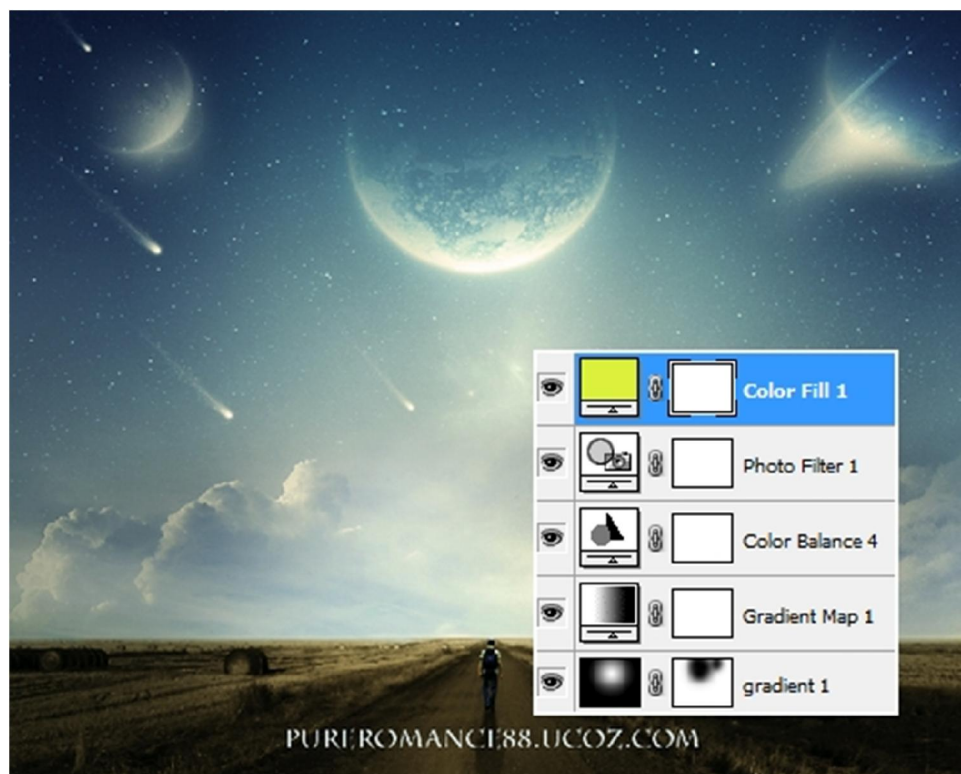 Color Fill 1
Photo Filter 1
Color Balance 4
Gradient Map 1
gradient 1
PUREROMANCE88.UCOZ.COM